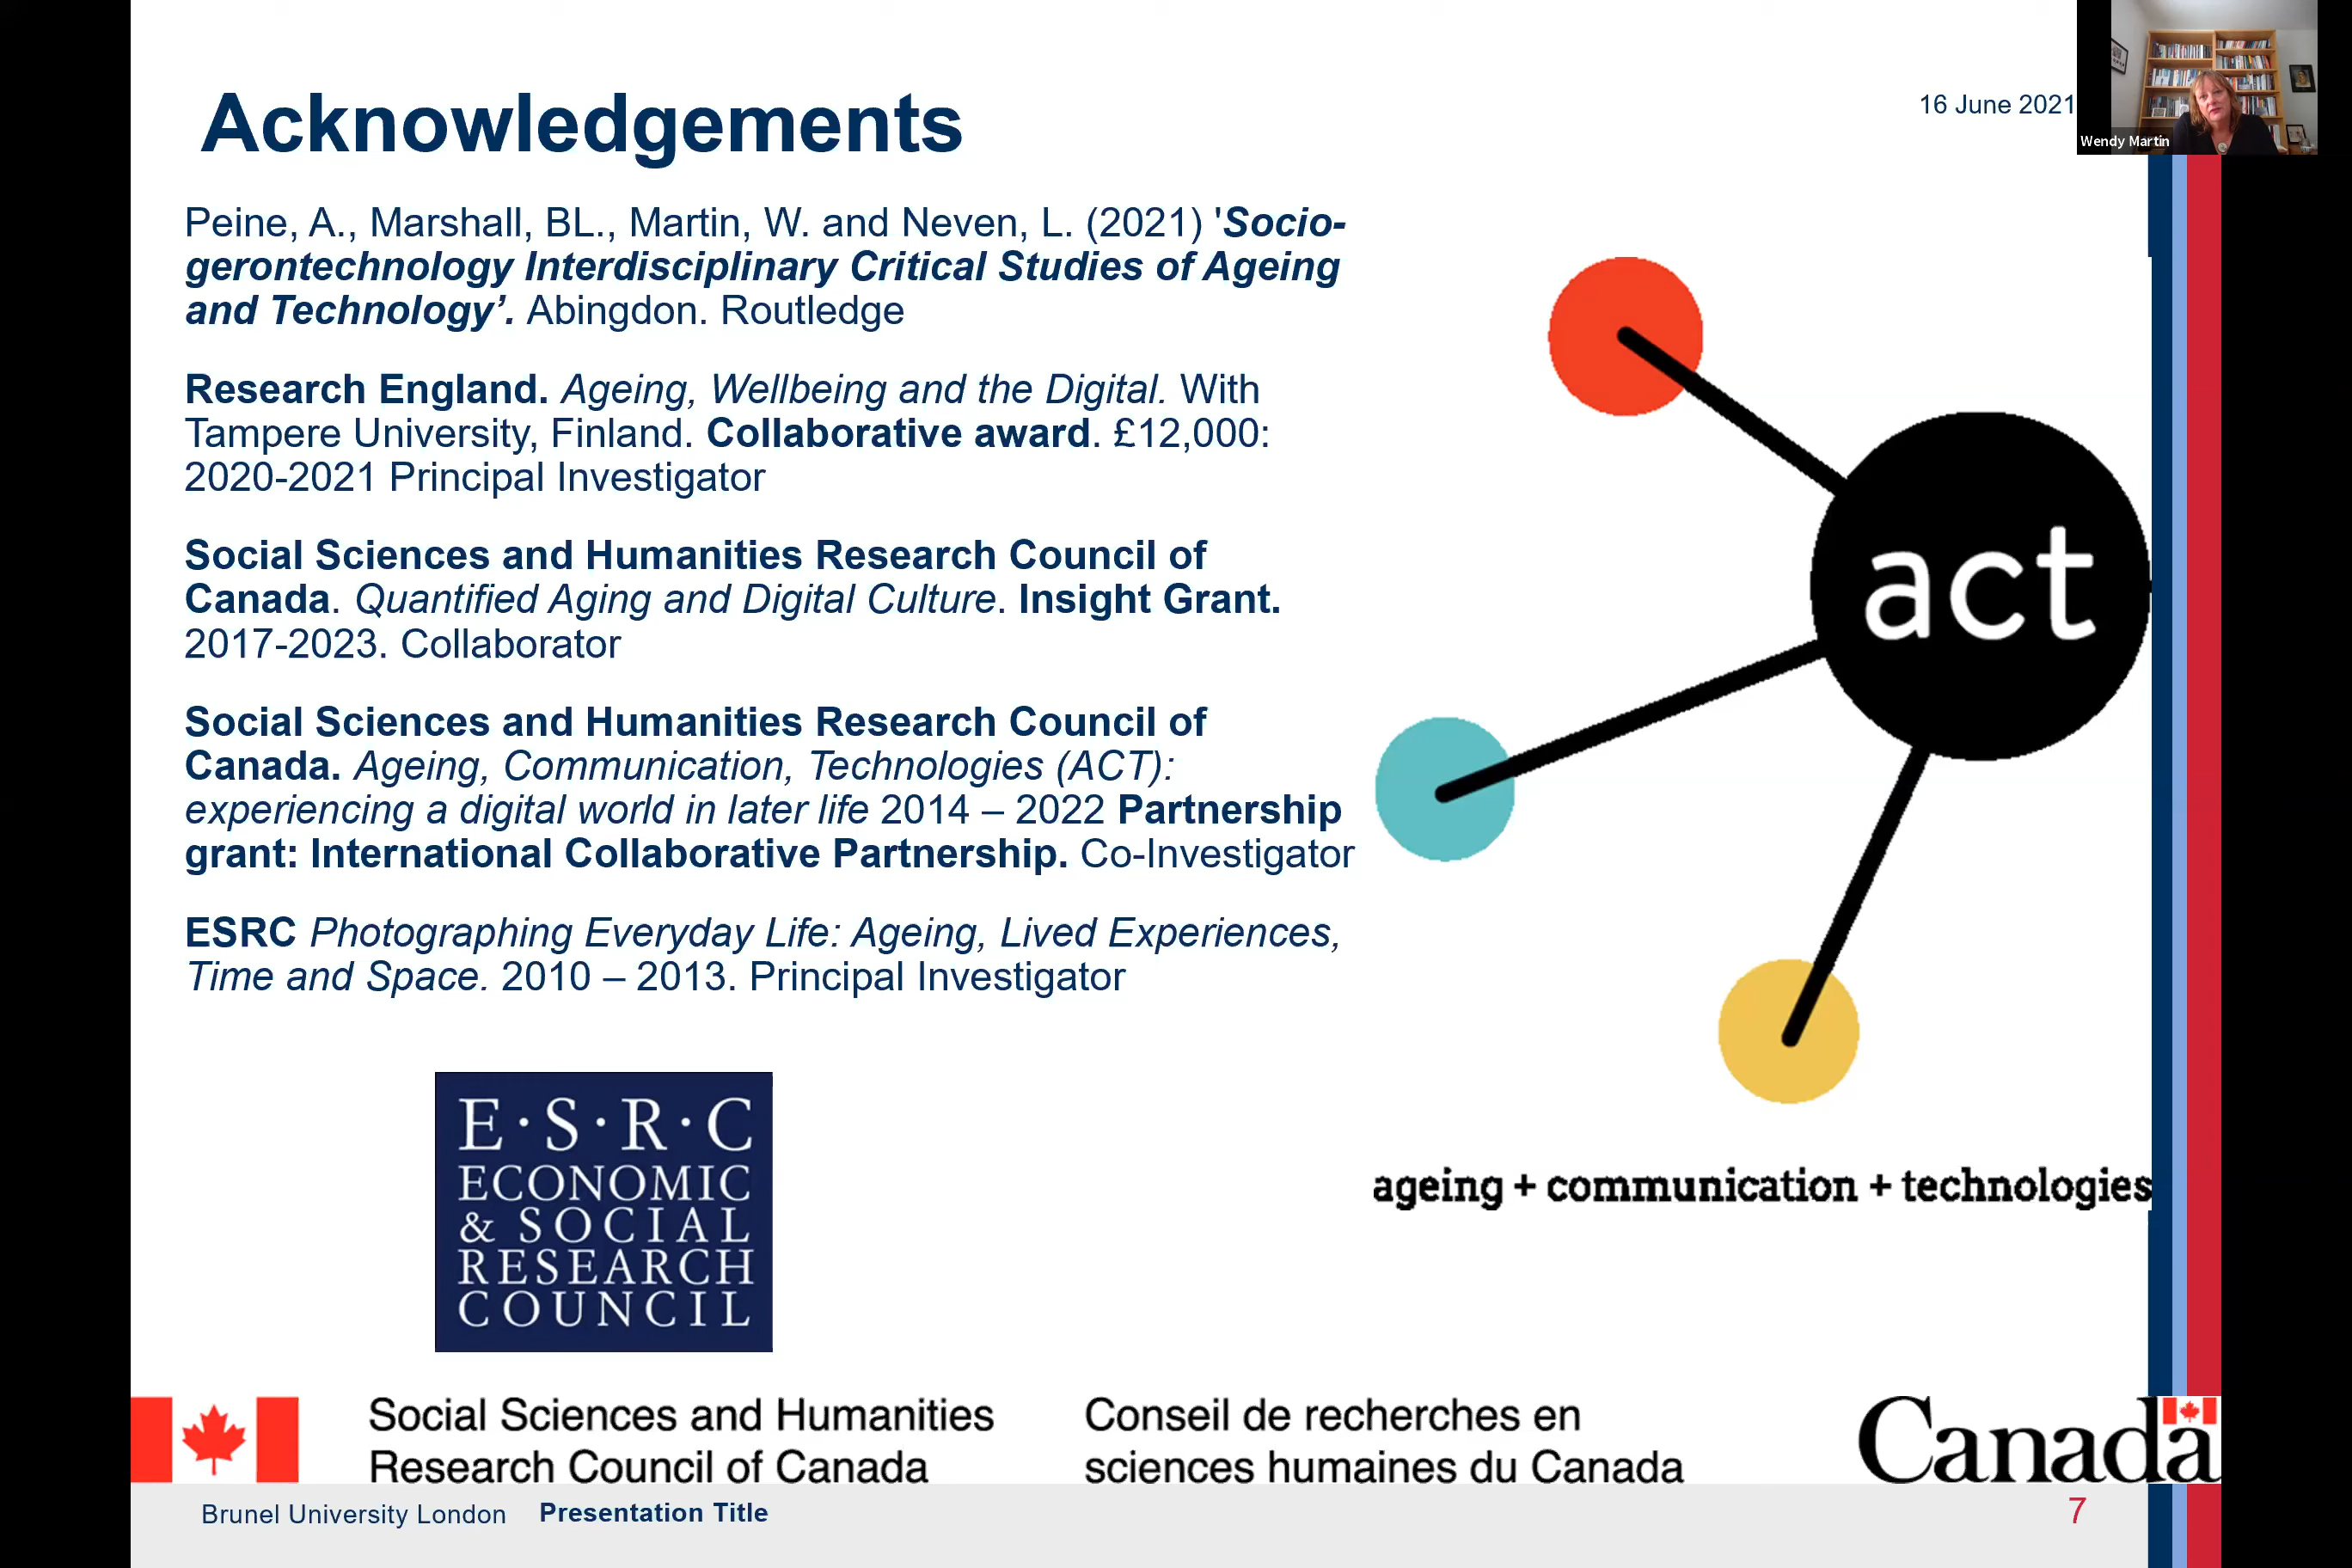 Acknowledgements
16 June 2021
Wendy Martin
Peine, A., Marshall, BL., Martin, W. and Neven, L. (2021) 'Socio-
gerontechnology Interdisciplinary Critical Studies of Ageing
and Technology’. Abingdon. Routledge
Research England. Ageing, Wellbeing and the Digital. With
Tampere University, Finland. Collaborative award. £12,000:
2020-2021 Principal Investigator
Social Sciences and Humanities Research Council of
Canada. Quantified Aging and Digital Culture. Insight Grant.
2017-2023. Collaborator
Social Sciences and Humanities Research Council of
Canada. Ageing, Communication, Technologies (ACT):
experiencing a digital world in later life 2014 – 2022 Partnership
grant: International Collaborative Partnership. Co-Investigator
ESRC Photographing Everyday Life: Ageing, Lived Experiences,
Time and Space. 2010 – 2013. Principal Investigator
act
ageing + communication + technologies
E·S·R·C
ECONOMIC
& SOCIAL
RESEARCH
COUNCIL
Social Sciences and Humanities
Research Council of Canada
Conseil de recherches en
sciences humaines du Canada
Canada
Brunel University London
Presentation Title
7